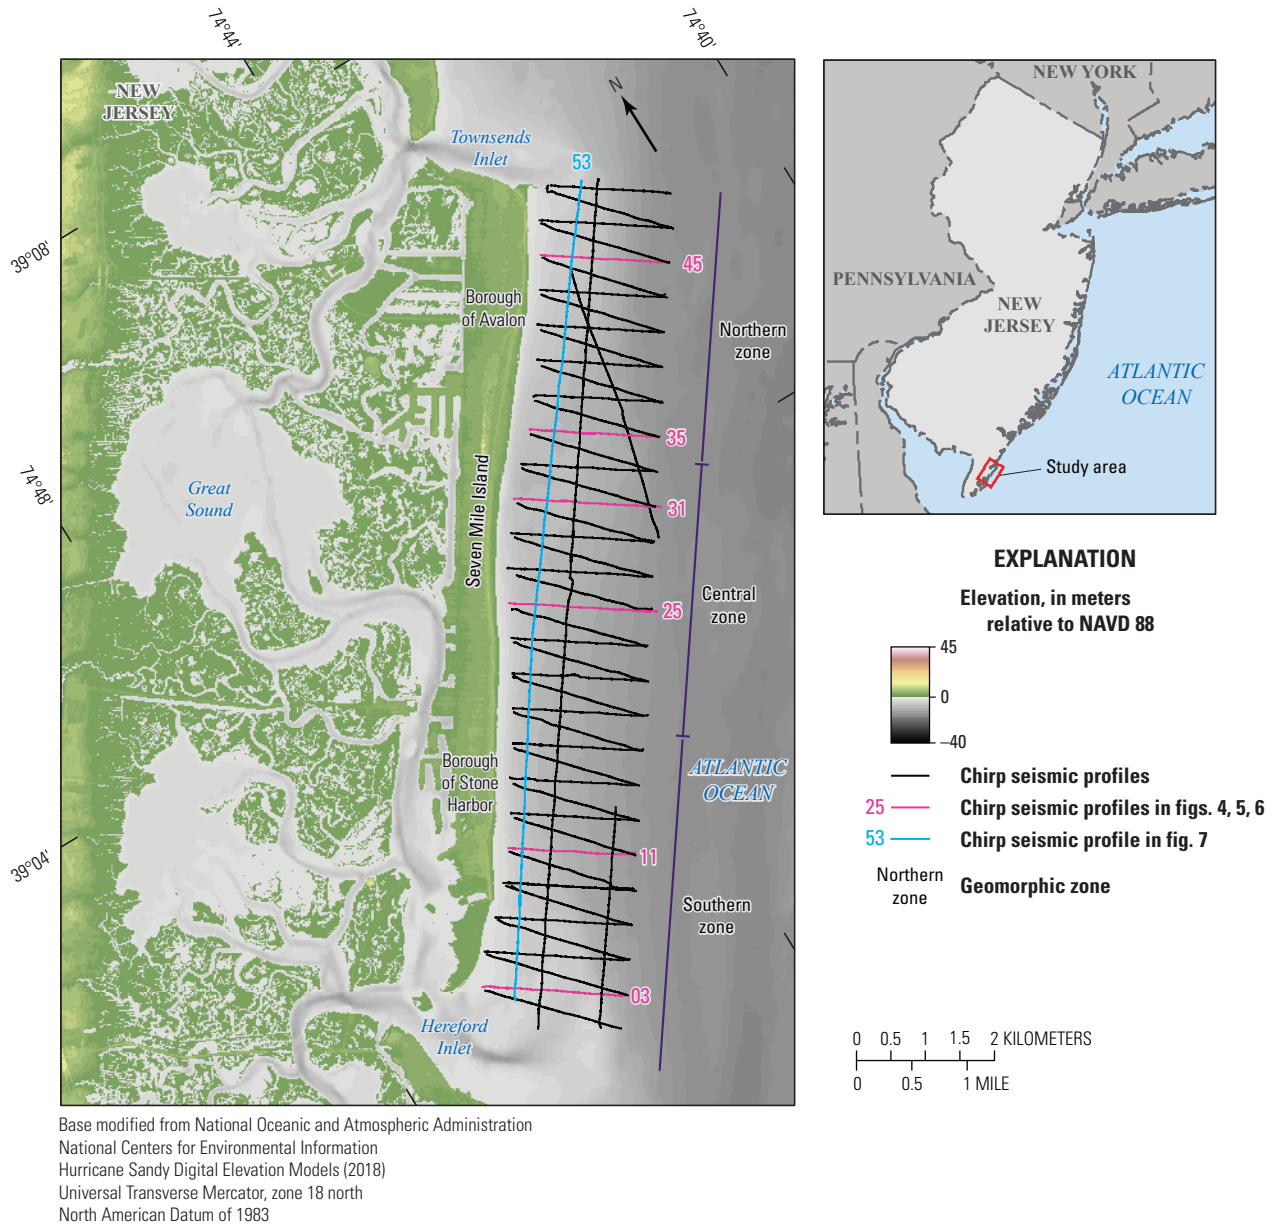 74°44'
74°40'
NEW
JERSEY
N
Townsends
Inlet
53
39°08'
45
Borough
of Avalon
Northern
zone
35
74°48'
Great
Sound
Seven Mile Island
31
25
Central
zone
Borough
of Stone
Harbor
ATLANTIC
OCEAN
39°04'
11
Southern
zone
03
Hereford
Inlet
NEW YORK
PENNSYLVANIA
NEW
JERSEY
ATLANTIC
OCEAN
Study area
EXPLANATION
Elevation, in meters
relative to NAVD 88
45
0
–40
Chirp seismic profiles
25 Chirp seismic profiles in figs. 4, 5, 6
53 Chirp seismic profile in fig. 7
Northern
zone
Geomorphic zone
0 0.5 1 1.5 2 KILOMETERS
0 0.5 1 MILE
Base modified from National Oceanic and Atmospheric Administration
National Centers for Environmental Information
Hurricane Sandy Digital Elevation Models (2018)
Universal Transverse Mercator, zone 18 north
North American Datum of 1983